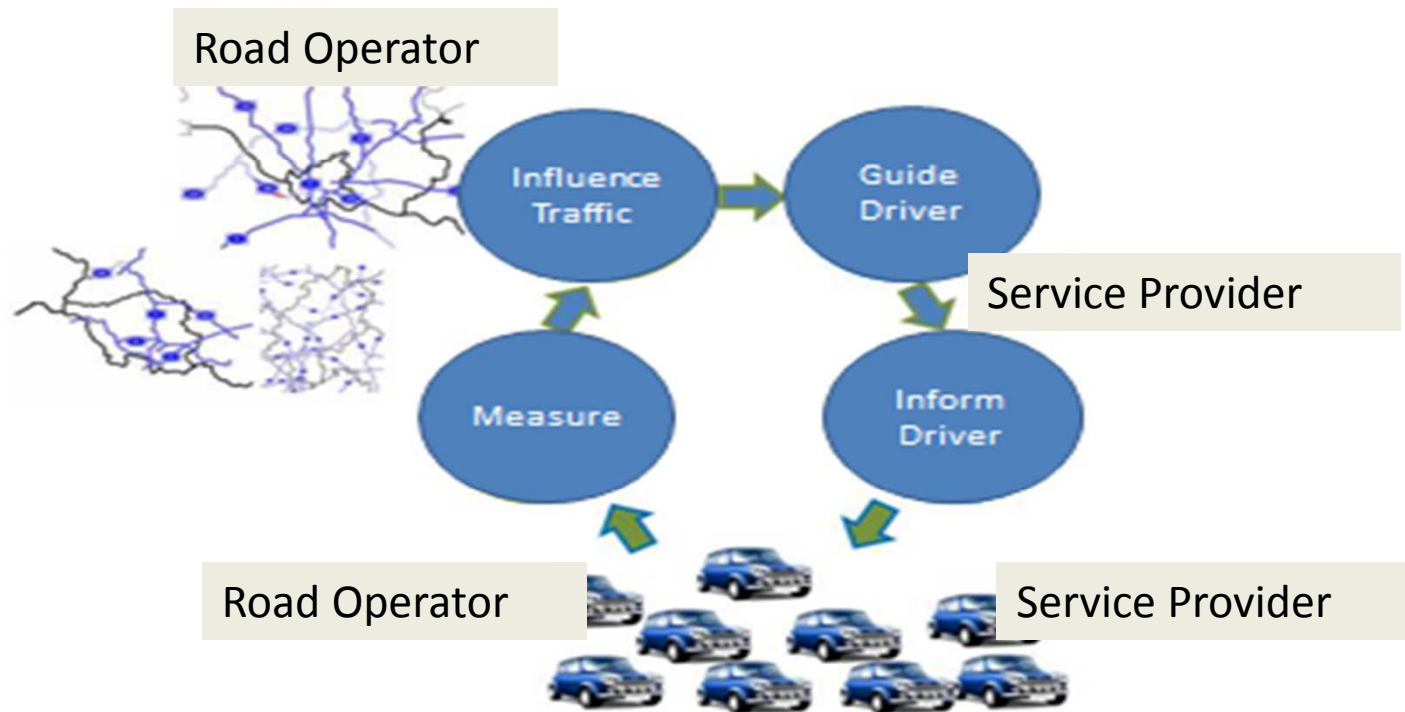 Road Operator
Influence
Traffic
Guide
Driver
Service Provider
Measure
Inform
Driver
Road Operator
Service Provider